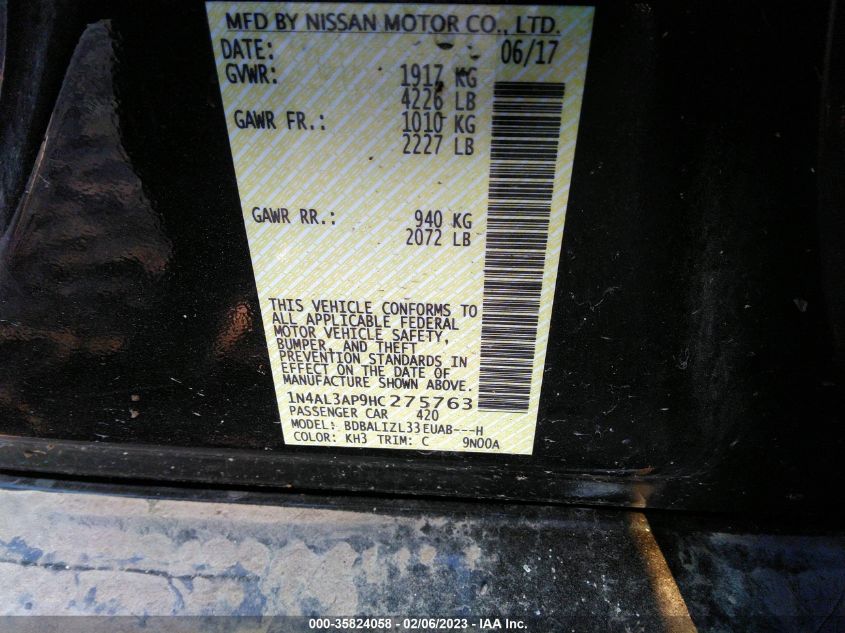 MFD BY NISSAN MOTOR CO., LTD.
DATE: 06/17
GVWR: 1917 KG
4226 LB
GAWR FR.: 1010 KG
2227 LB
GAWR RR.: 940 KG
2072 LB
THIS VEHICLE CONFORMS TO
ALL APPLICABLE FEDERAL
MOTOR VEHICLE SAFETY,
BUMPER, AND THEFT
PREVENTION STANDARDS IN
EFFECT ON THE DATE OF
MANUFACTURE SHOWN ABOVE.
1N4AL3AP9HC275763
PASSENGER CAR 420
MODEL: BDBALIZL33EUAB---H
COLOR: KH3 TRIM: C 9N00A
000-35824058 - 02/06/2023 - IAA Inc.